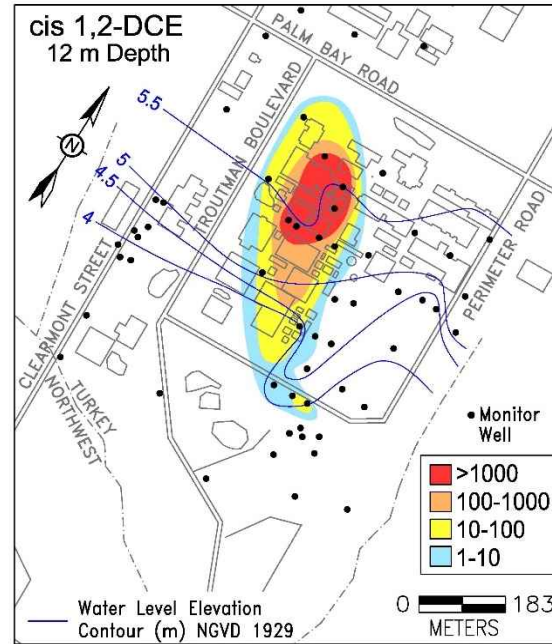 cis 1,2-DCE
12 m Depth
PALM BAY ROAD
TROUTMAN BOULEVARD
5.5
N
5
4.5
4
PERIMETER ROAD
CLEARMONT STREET
TURKEY
NORTHWEST
Monitor
Well
>1000
100-1000
10-100
1-10
Water Level Elevation
Contour (m) NGVD 1929
0 183
METERS